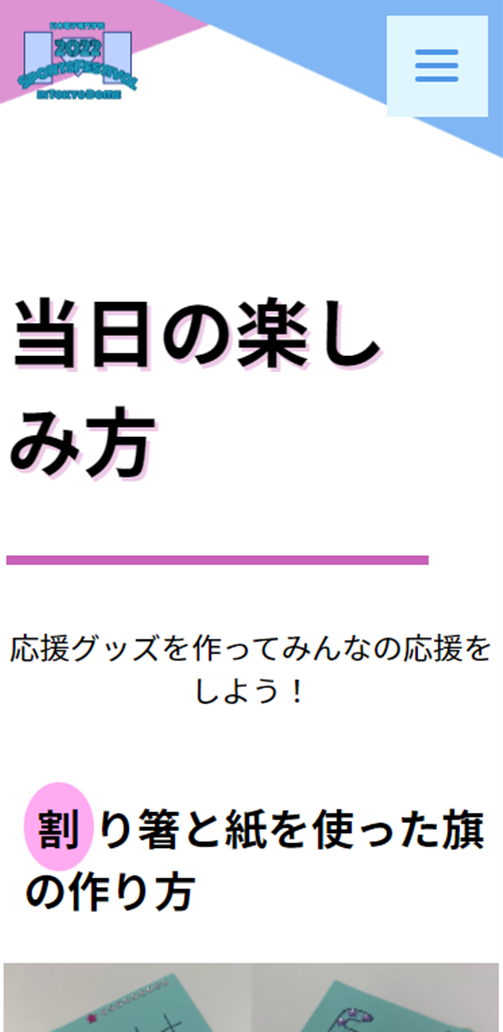 2022
SPORTSFESTIVAL
INTOKYODOME
当日の楽し
み方
応援グッズを作ってみんなの応援を
しよう!
割り箸と紙を使った旗
の作り方